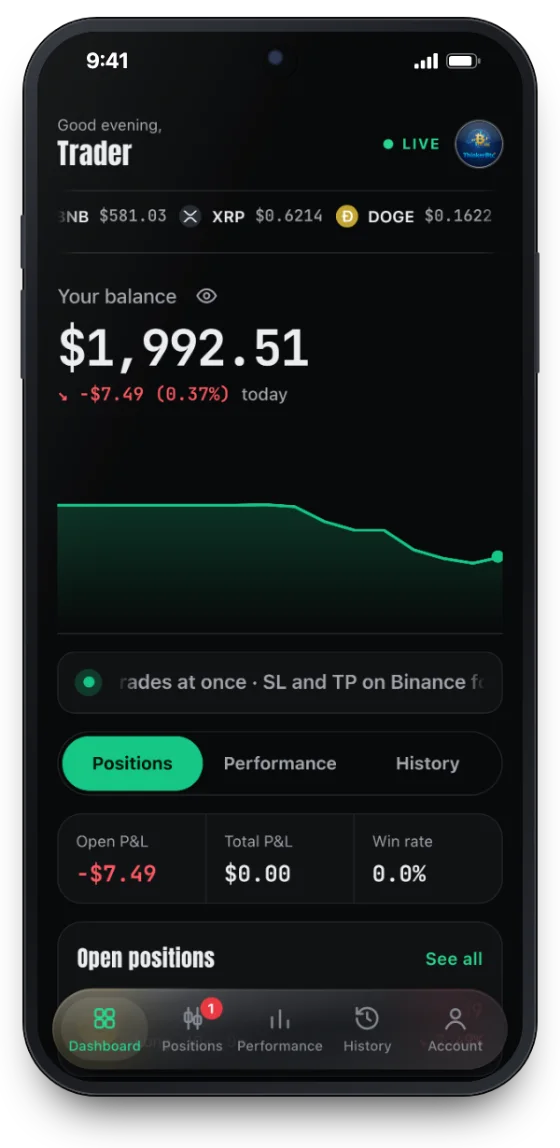 9:41
Good evening,
Trader
LIVE
BNB $581.03 XRP $0.6214 DOGE $0.1622
Your balance
$1,992.51
-$7.49 (0.37%) today
rades at once · SL and TP on Binance
Positions Performance History
Open P&L Total P&L Win rate
-$7.49 $0.00 0.0%
Open positions See all
1
Dashboard Positions Performance History Account